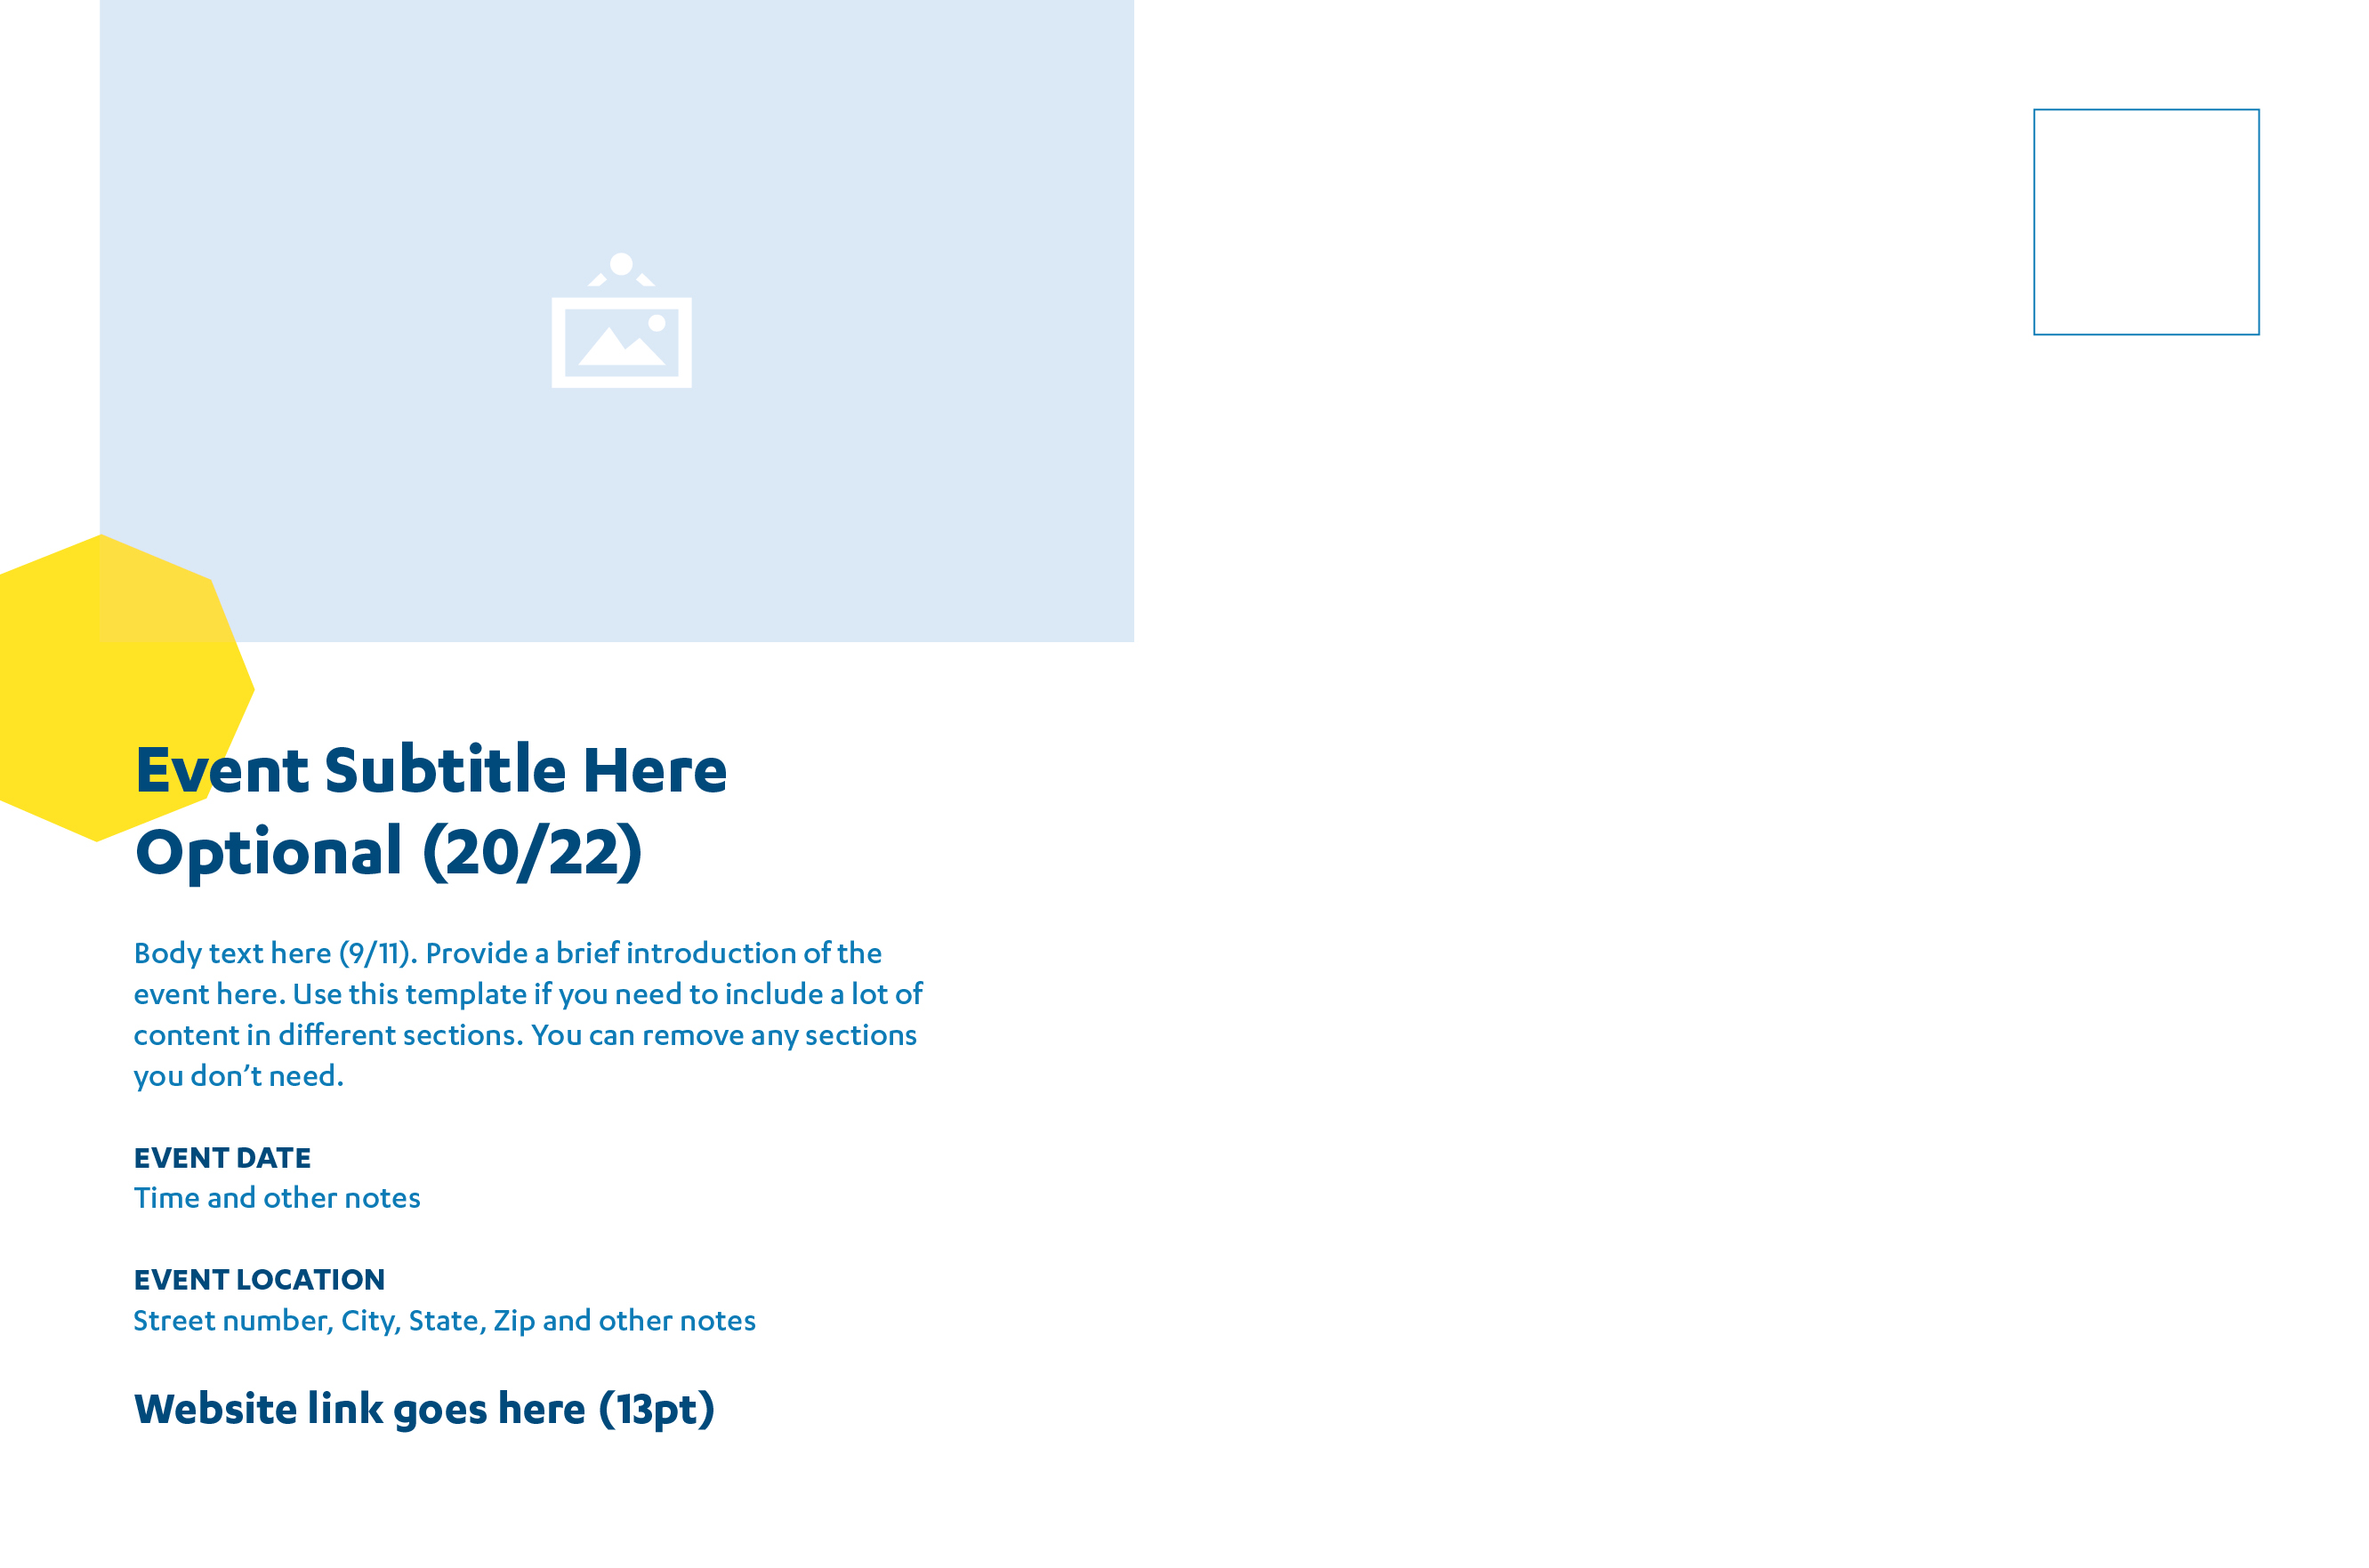 Event Subtitle Here
Optional (20/22)
Body text here (9/11). Provide a brief introduction of the
event here. Use this template if you need to include a lot of
content in different sections. You can remove any sections
you don’t need.
EVENT DATE
Time and other notes
EVENT LOCATION
Street number, City, State, Zip and other notes
Website link goes here (13pt)